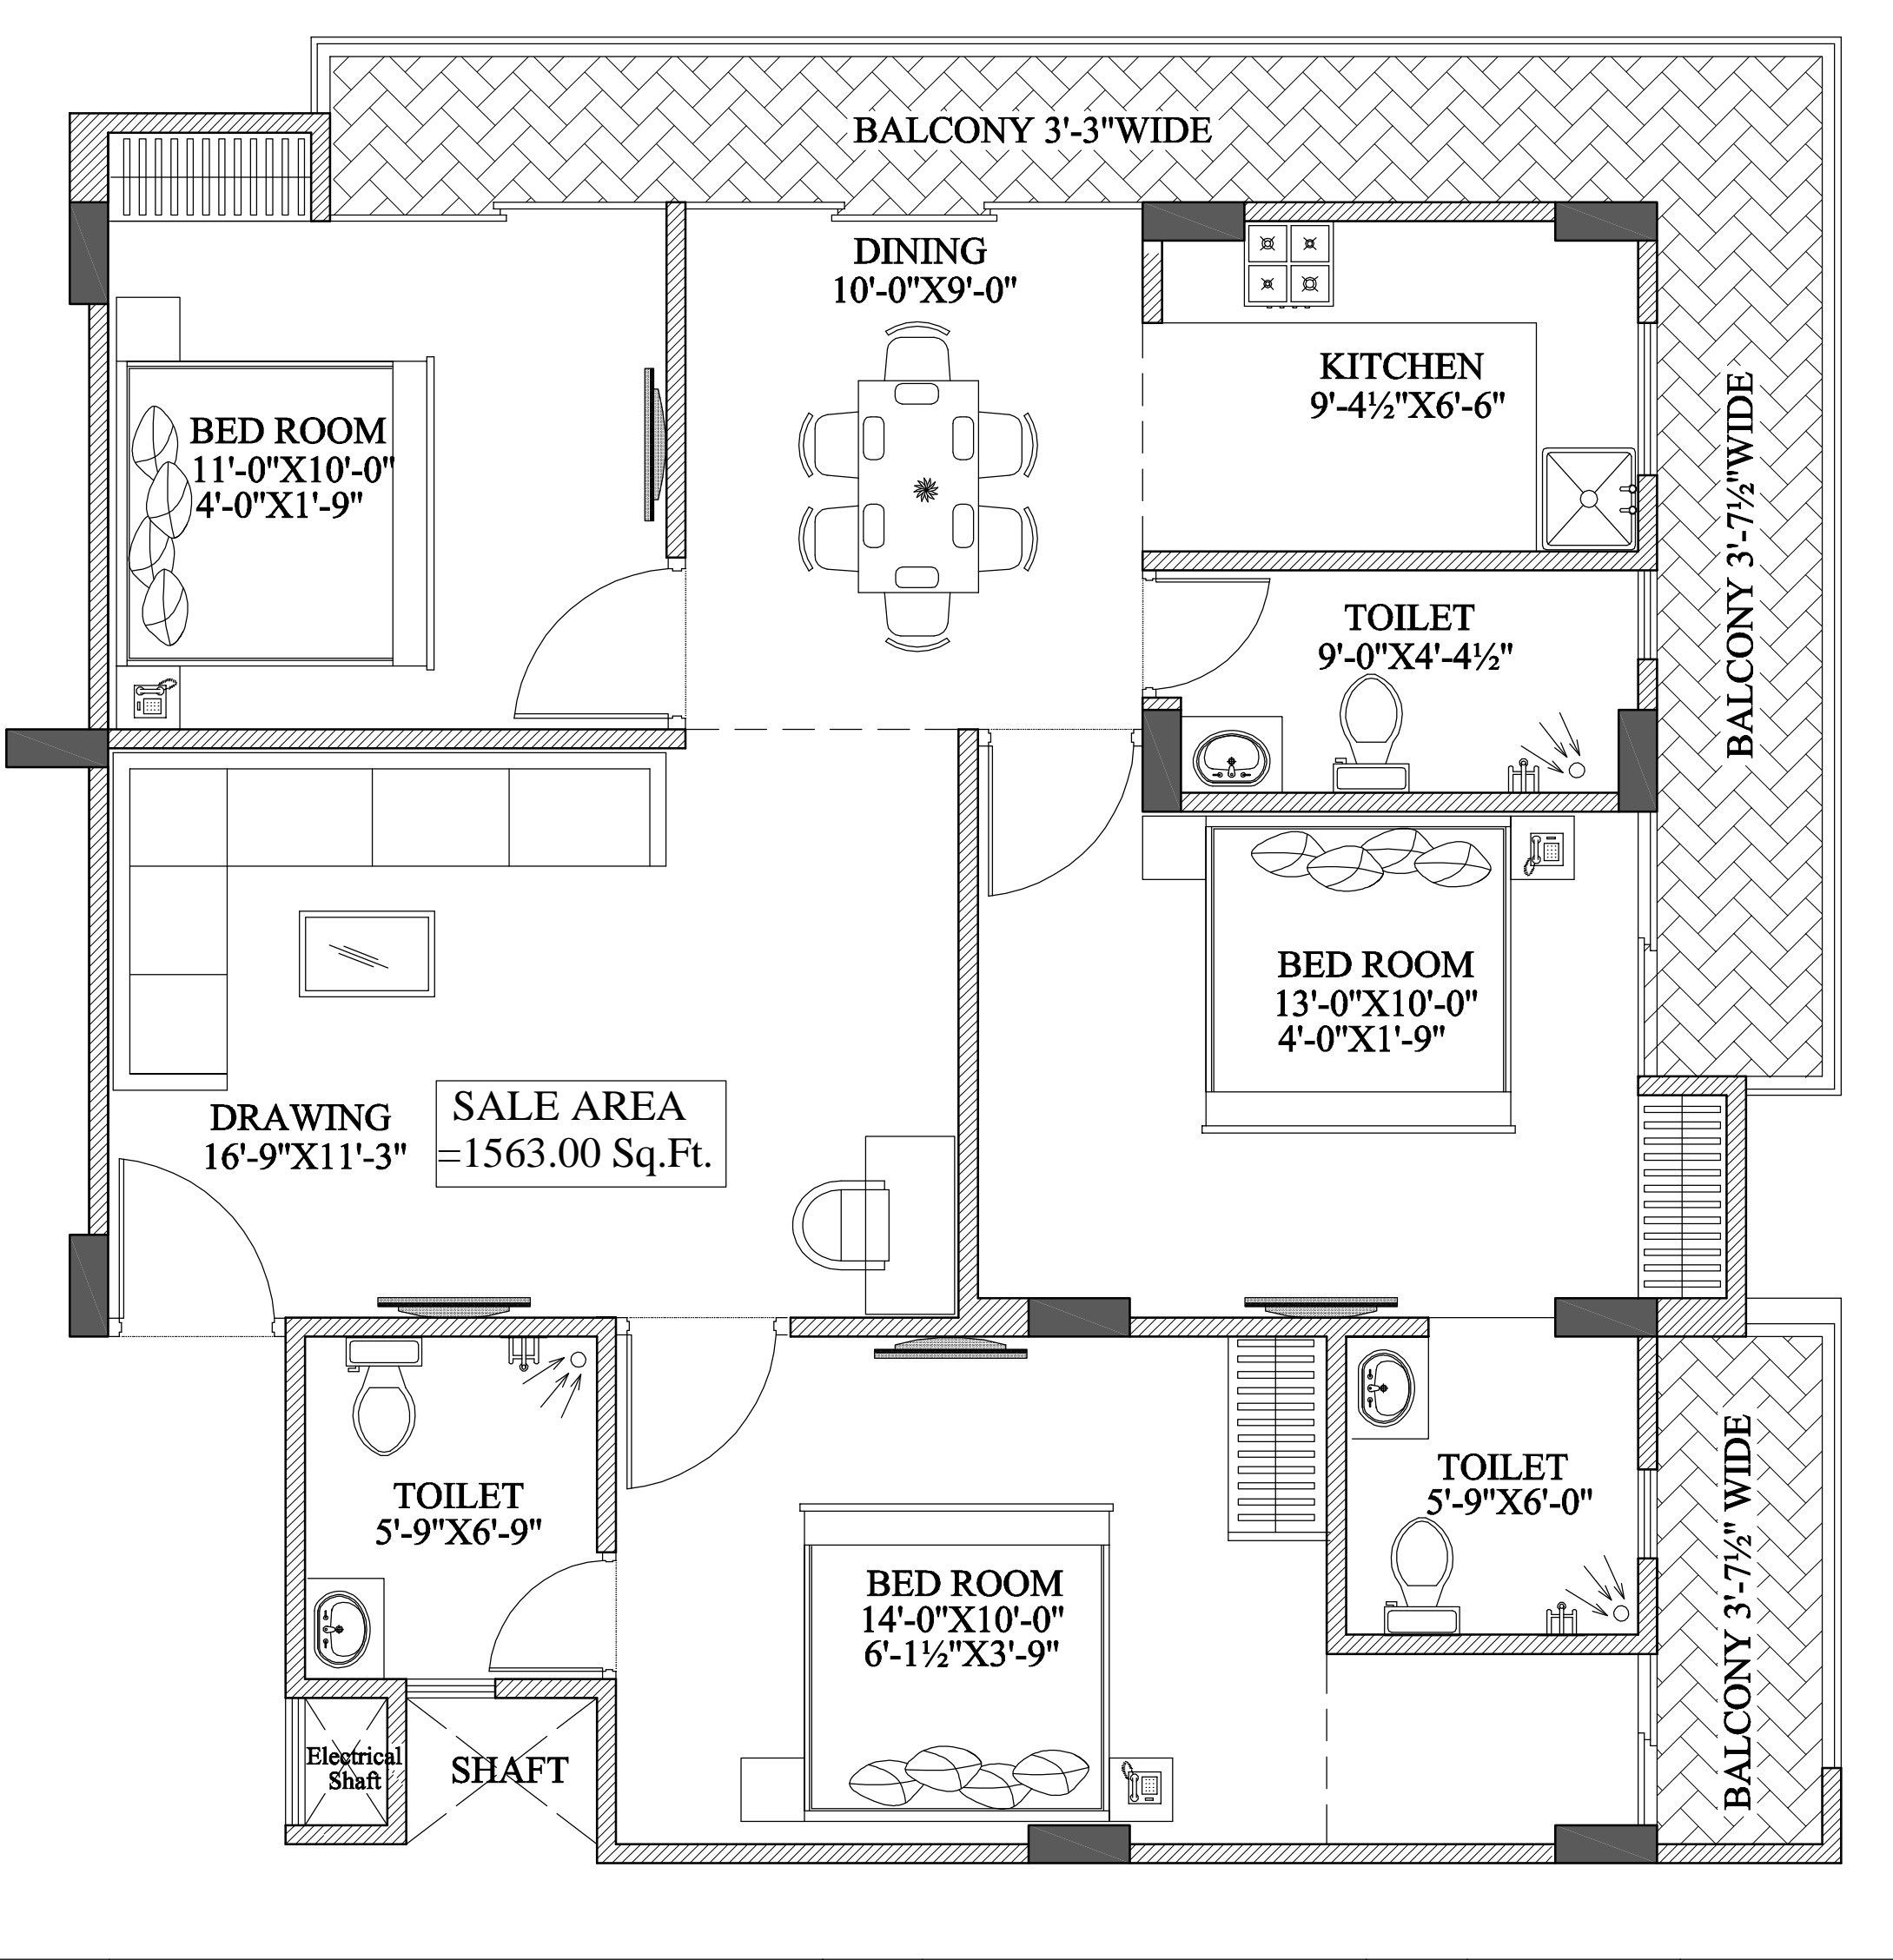 BALCONY 3'-3"WIDE
DINING
10'-0"X9'-0"
KITCHEN
9'-4½"X6'-6"
BED ROOM
11'-0"X10'-0"
4'-0"X1'-9"
BALCONY 3'-7½"WIDE
TOILET
9'-0"X4'-4½"
BED ROOM
13'-0"X10'-0"
4'-0"X1'-9"
DRAWING
16'-9"X11'-3"
SALE AREA
=1563.00 Sq.Ft.
TOILET
5'-9"X6'-9"
TOILET
5'-9"X6'-0"
BED ROOM
14'-0"X10'-0"
6'-1½"X3'-9"
BALCONY 3'-7½" WIDE
Electrical
Shaft
SHAFT